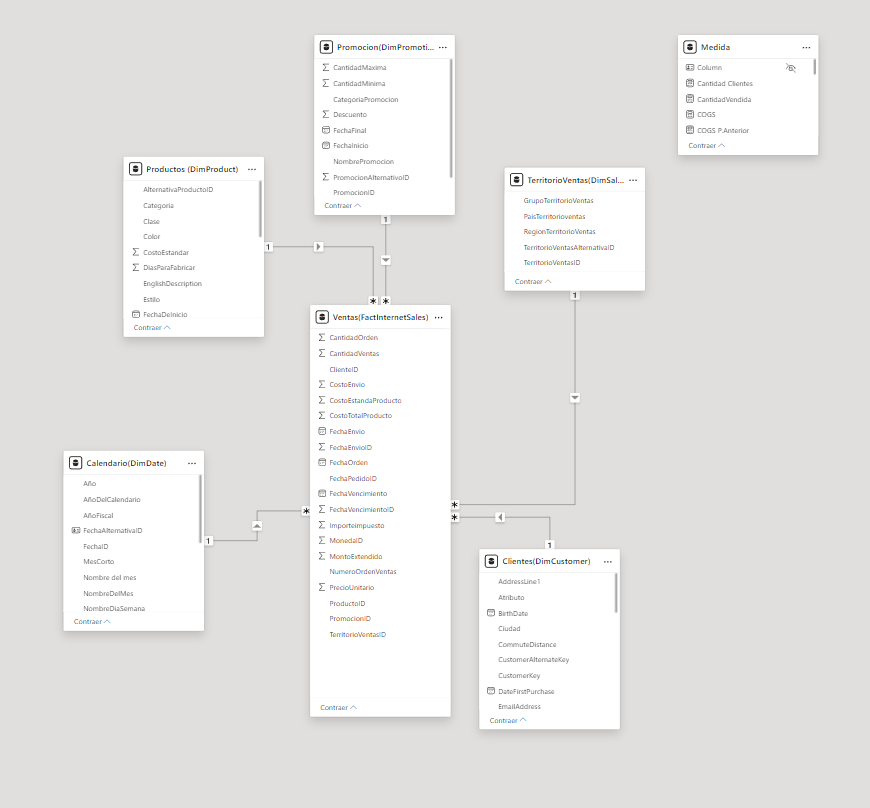 Promocion(DimPromoti... ...
CantidadMaxima
CantidadMinima
CategoriaPromocion
Descuento
FechaFinal
FechaInicio
NombrePromocion
PromocionAlternativoID
PromocionID
Contraer
Medida ...
Column
Cantidad Clientes
CantidadVendida
COGS
COGS P.Anterior
Contraer
Productos (DimProduct) ...
AlternativaProductoID
Categoria
Clase
Color
CostoEstandar
DiasParaFabricar
EnglishDescription
Estilo
FechaDeInicio
Contraer
TerritorioVentas(DimSal... ...
GrupoTerritorioVentas
PaisTerritorioventas
RegionTerritorioVentas
TerritorioVentasAlternativaID
TerritorioVentasID
Contraer
1
1
1
Ventas(FactInternetSales) ...
CantidadOrden
CantidadVentas
ClienteID
CostoEnvio
CostoEstandaProducto
CostoTotalProducto
FechaEnvio
FechaEnvioID
FechaOrden
FechaPedidoID
FechaVencimiento
FechaVencimientoID
Importeimpuesto
MonedaID
MontoExtendido
NumeroOrdenVentas
PrecioUnitario
ProductoID
PromocionID
TerritorioVentasID
Contraer
Calendario(DimDate) ...
Año
AñoDelCalendario
AñoFiscal
FechaAlternativaID
FechaID
MesCorto
Nombre del mes
NombreDelMes
NombreDiaSemana
Contraer
1
1
Clientes(DimCustomer) ...
AddressLine1
Atributo
BirthDate
Ciudad
CommuteDistance
CustomerAlternateKey
CustomerKey
DateFirstPurchase
EmailAddress
Contraer